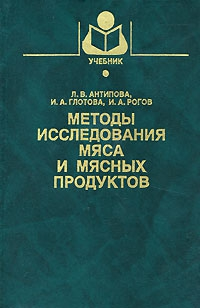 УЧЕБНИК
Л. В. АНТИПОВА,
И. А. ГЛОТОВА, И. А. РОГОВ
МЕТОДЫ
ИССЛЕДОВАНИЯ
МЯСА
И МЯСНЫХ
ПРОДУКТОВ